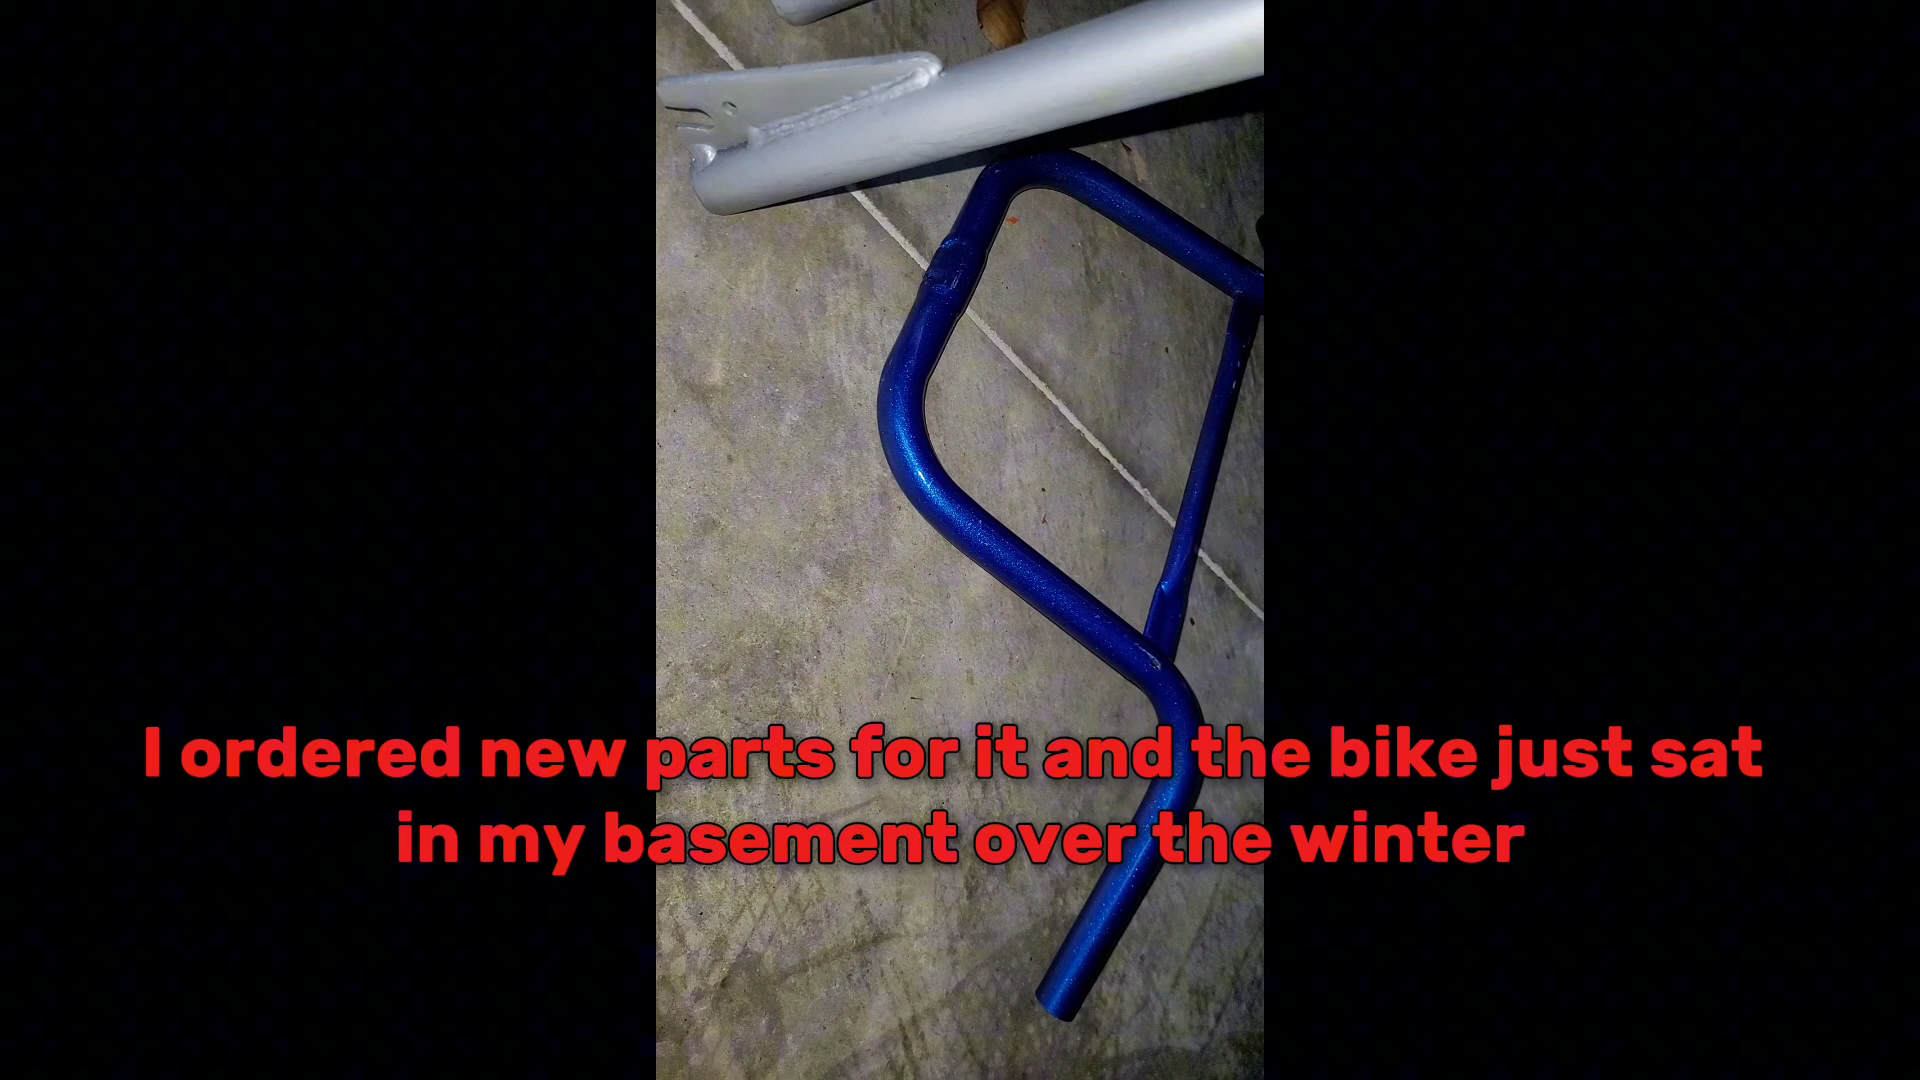 I ordered new parts for it and the bike just sat
in my basement over the winter